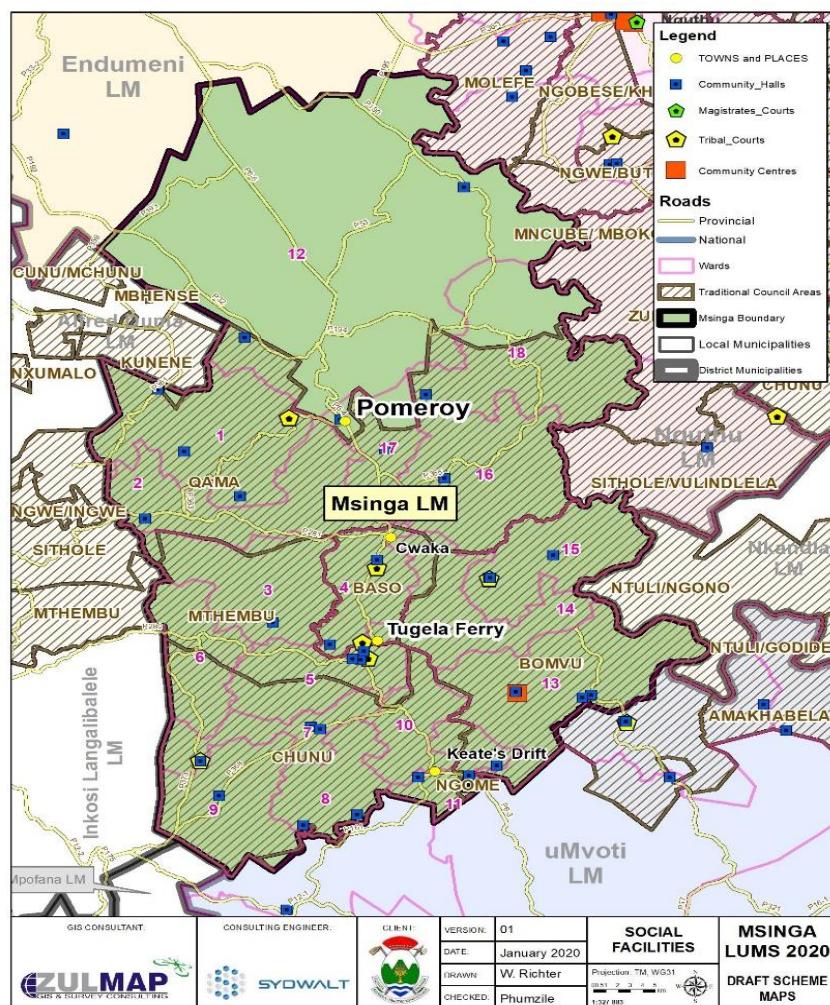 Endumeni
LM
MOLEFE
NGOBESE/KH
NGWE/BUT
MNCUBE/ MBOKO
Legend
TOWNS and PLACES
Community_Halls
Magistrates_Courts
Tribal_Courts
Community Centres
Roads
Provincial
National
Wards
Traditional Council Areas
Msinga Boundary
Local Municipalities
District Municipalities
12
CUNU/MCHUNU
MBHENSE
LM
KUNENE
NXUMALO
18
Pomeroy
CHUNU
1
17
Nquthu
LM
2
QAMA
16
SITHOLE/VULINDLELA
NGWE/INGWE
Msinga LM
SITHOLE
Cwaka
15
Nkandla
LM
MTHEMBU
3
4
BASO
NTULI/NGONO
MTHEMBU
14
Tugela Ferry
6
BOMVU
NTULI/GODIDE
5
13
AMAKHABELA
7
10
CHUNU
Keate's Drift
Inkosi Langalibalele
LM
NGOME
9
8
11
uMvoti
LM
Mpofana LM
GIS CONSULTANT:
ZULMAP
GIS & SURVEY CONSULTING
CONSULTING ENGINEER:
SYDWALT
CLIENT:
VERSION: 01
DATE: January 2020
DRAWN: W. Richter
CHECKED: Phumzile
SOCIAL
FACILITIES
Projection: TM, WG31
MSINGA
LUMS 2020
DRAFT SCHEME
MAPS